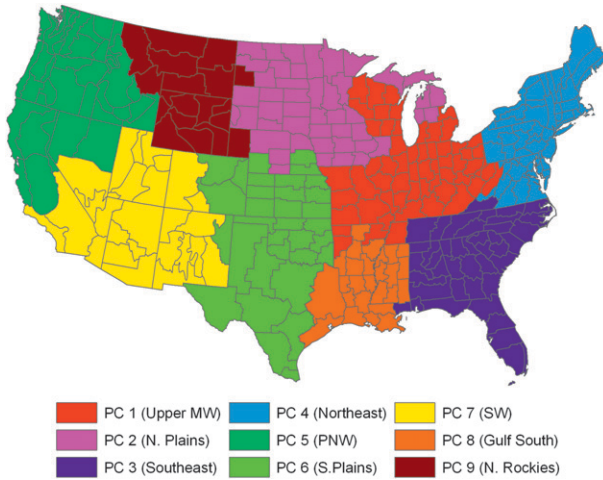 PC 1 (Upper MW) PC 4 (Northeast) PC 7 (SW)
PC 2 (N. Plains) PC 5 (PNW) PC 8 (Gulf South)
PC 3 (Southeast) PC 6 (S.Plains) PC 9 (N. Rockies)